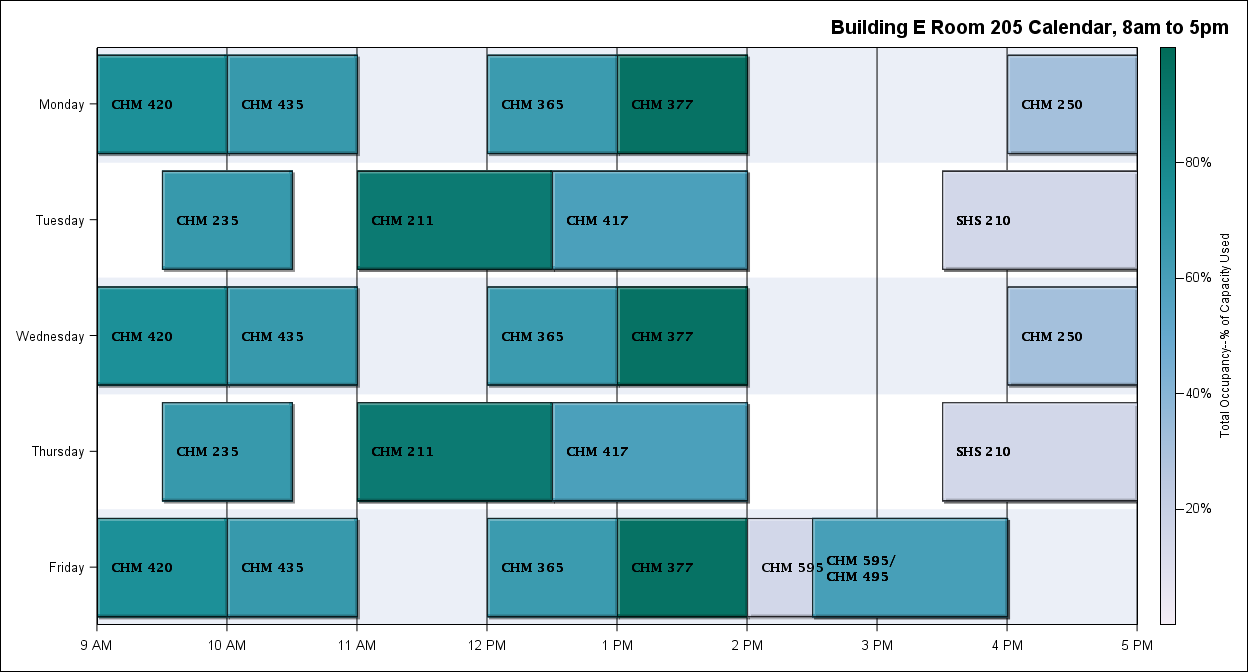 Building E Room 205 Calendar, 8am to 5pm
Monday
CHM 420
CHM 435
CHM 365
CHM 377
CHM 250
Tuesday
CHM 235
CHM 211
CHM 417
SHS 210
Wednesday
CHM 420
CHM 435
CHM 365
CHM 377
CHM 250
Thursday
CHM 235
CHM 211
CHM 417
SHS 210
Friday
CHM 420
CHM 435
CHM 365
CHM 377
CHM 595
CHM 595/
CHM 495
9 AM
10 AM
11 AM
12 PM
1 PM
2 PM
3 PM
4 PM
5 PM
80%
60%
40%
20%
Total Occupancy--% of Capacity Used